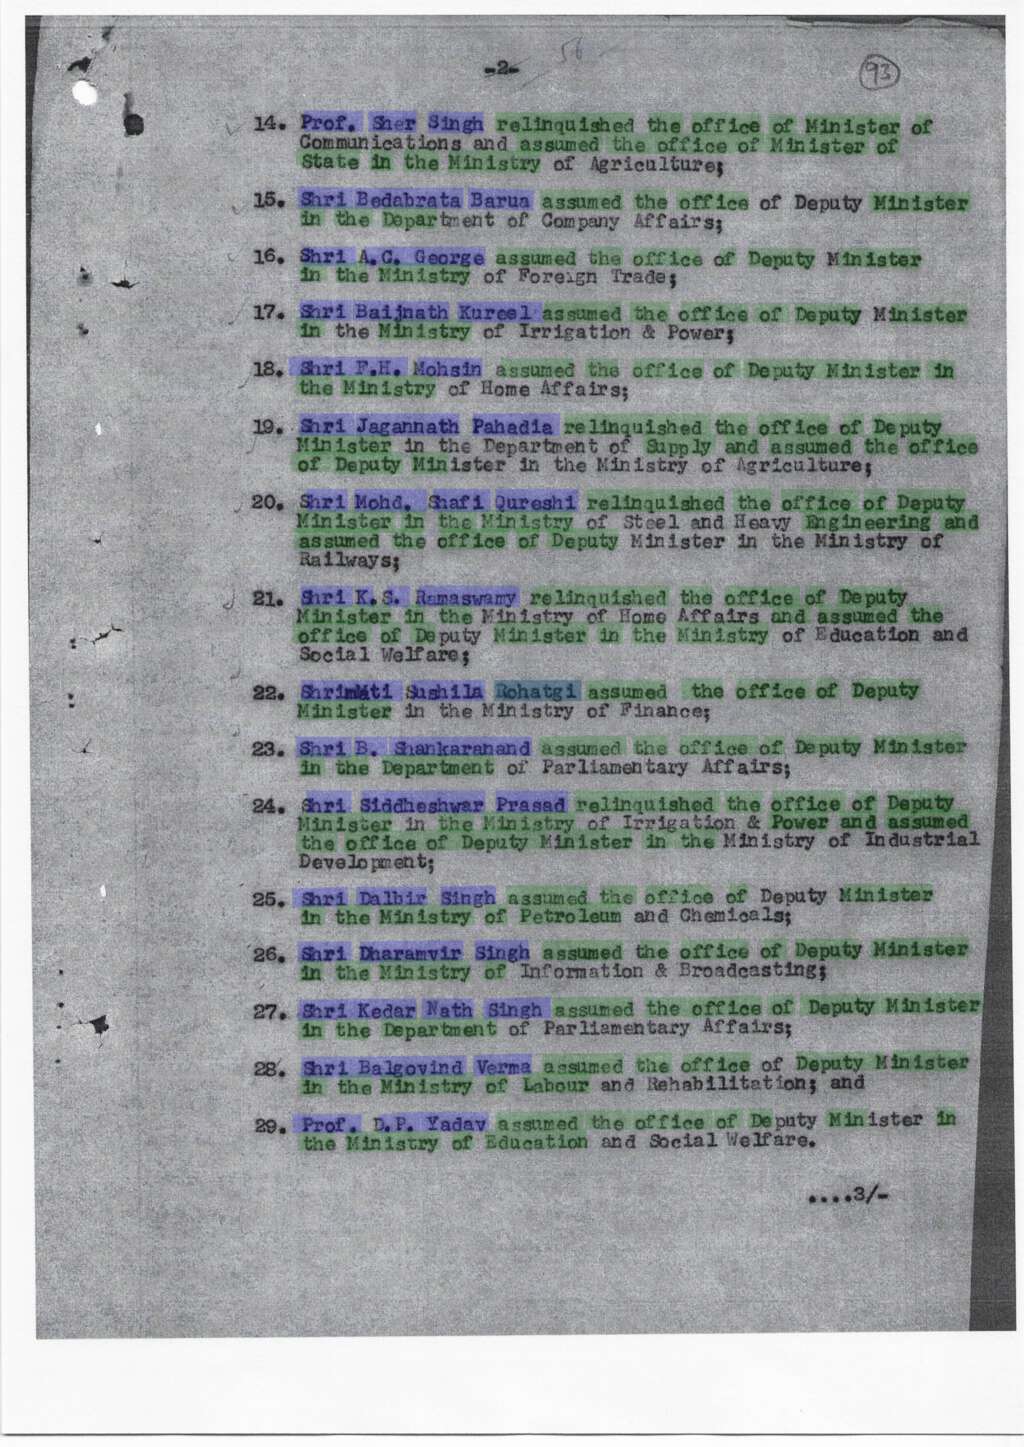 56
-2-
93
14. Prof. Sher Singh relinquished the office of Minister of
Communications and assumed the office of Minister of
State in the Ministry of Agriculture;
15. Shri Bedabrata Barua assumed the office of Deputy Minister
in the Department of Company Affairs;
16. Shri A.C. George assumed the office of Deputy Minister
in the Ministry of Foreign Trade;
17. Shri Baijnath Kureel assumed the office of Deputy Minister
in the Ministry of Irrigation & Power;
18. Shri F.H. Mohsin assumed the office of Deputy Minister in
the Ministry of Home Affairs;
19. Shri Jagannath Pahadia relinquished the office of Deputy
Minister in the Department of Supply and assumed the office
of Deputy Minister in the Ministry of Agriculture;
20. Shri Mohd. Shafi Qureshi relinquished the office of Deputy
Minister in the Ministry of Steel and Heavy Engineering and
assumed the office of Deputy Minister in the Ministry of
Railways;
21. Shri K.S. Ramaswamy relinquished the office of Deputy
Minister in the Ministry of Home Affairs and assumed the
office of Deputy Minister in the Ministry of Education and
Social Welfare;
22. Shrimati Sushila Rohatgi assumed the office of Deputy
Minister in the Ministry of Finance;
23. Shri B. Shankaranand assumed the office of Deputy Minister
in the Department of Parliamentary Affairs;
24. Shri Siddheshwar Prasad relinquished the office of Deputy
Minister in the Ministry of Irrigation & Power and assumed
the office of Deputy Minister in the Ministry of Industrial
Development;
25. Shri Dalbir Singh assumed the office of Deputy Minister
in the Ministry of Petroleum and Chemicals;
26. Shri Dharamvir Singh assumed the office of Deputy Minister
in the Ministry of Information & Broadcasting;
27. Shri Kedar Nath Singh assumed the office of Deputy Minister
in the Department of Parliamentary Affairs;
28. Shri Balgovind Verma assumed the office of Deputy Minister
in the Ministry of Labour and Rehabilitation; and
29. Prof. D.P. Yadav assumed the office of Deputy Minister in
the Ministry of Education and Social Welfare.
....3/-